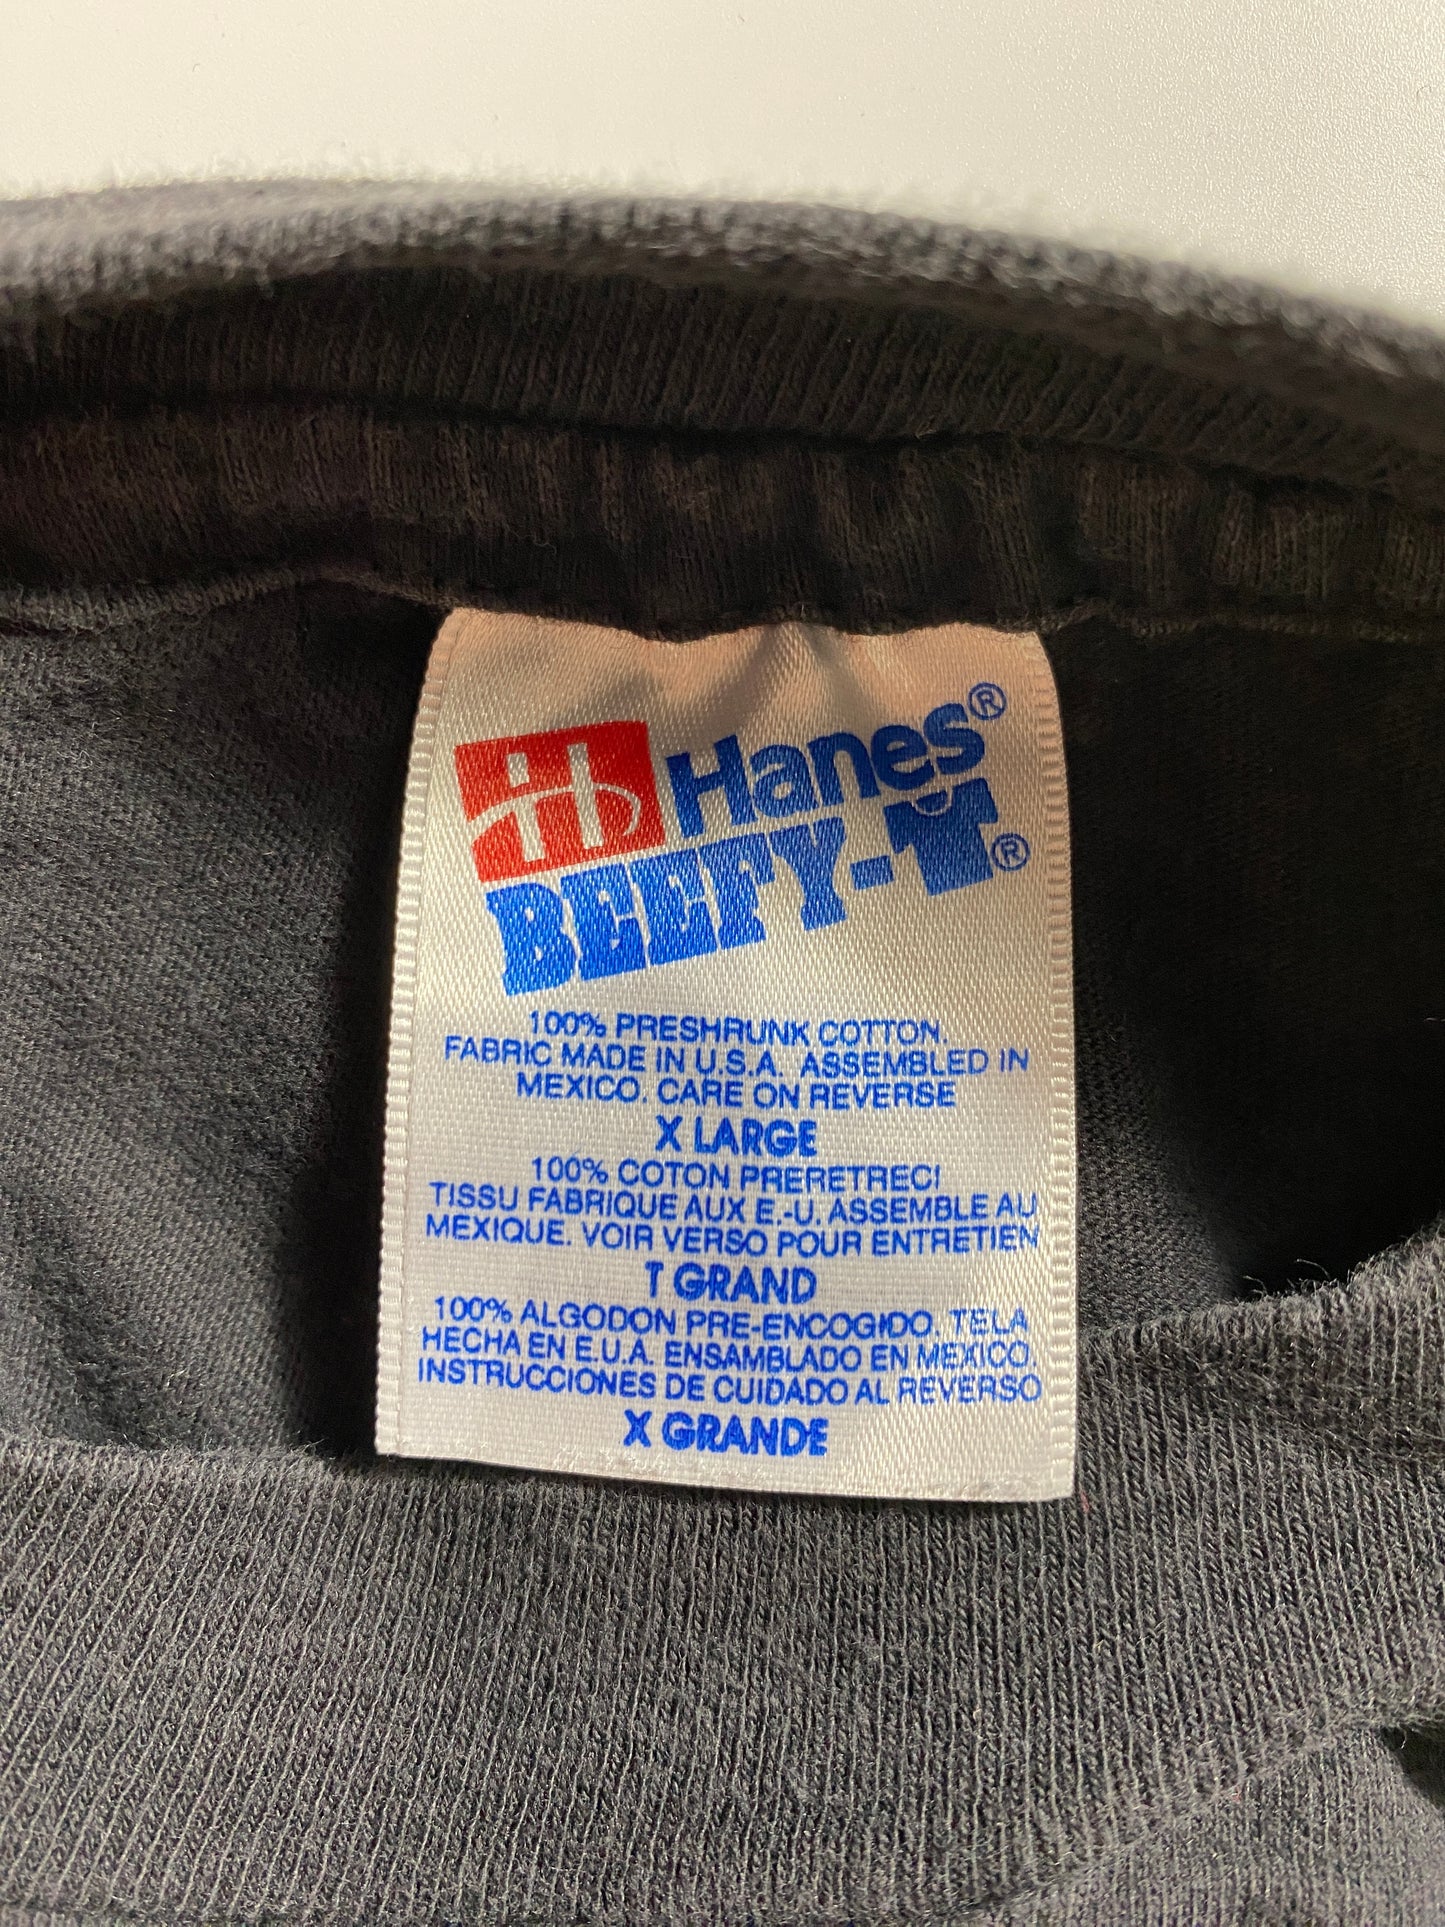 H Hanes®
BEEFY-T®
100% PRESHRUNK COTTON.
FABRIC MADE IN U.S.A. ASSEMBLED IN
MEXICO. CARE ON REVERSE
X LARGE
100% COTON PRERETRECI
TISSU FABRIQUE AUX E.-U. ASSEMBLE AU
MEXIQUE. VOIR VERSO POUR ENTRETIEN
T GRAND
100% ALGODON PRE-ENCOGIDO. TELA
HECHA EN E.U.A. ENSAMBLADO EN MEXICO.
INSTRUCCIONES DE CUIDADO AL REVERSO
X GRANDE